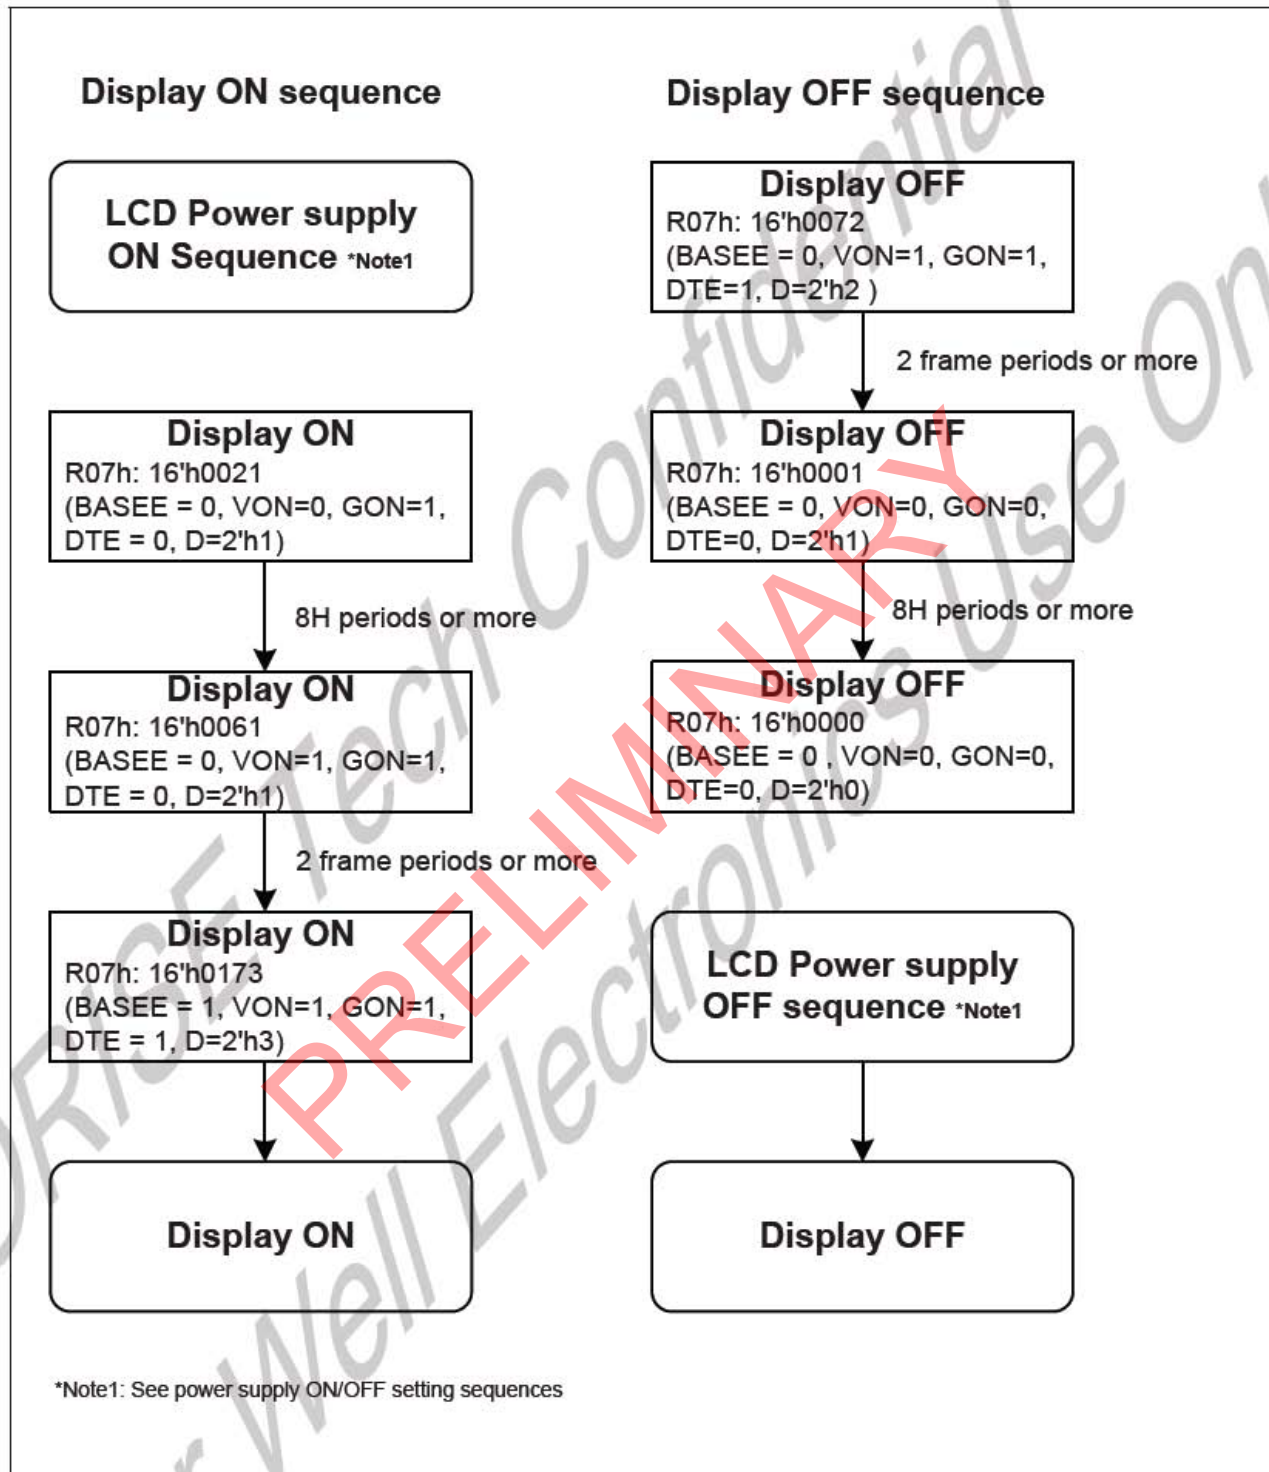 Display ON sequence
LCD Power supply
ON Sequence *Note1
Display ON
R07h: 16'h0021
(BASEE = 0, VON=0, GON=1,
DTE = 0, D=2'h1)
8H periods or more
Display ON
R07h: 16'h0061
(BASEE = 0, VON=1, GON=1,
DTE = 0, D=2'h1)
2 frame periods or more
Display ON
R07h: 16'h0173
(BASEE = 1, VON=1, GON=1,
DTE = 1, D=2'h3)
Display ON
Display OFF sequence
Display OFF
R07h: 16'h0072
(BASEE = 0, VON=1, GON=1,
DTE=1, D=2'h2 )
2 frame periods or more
Display OFF
R07h: 16'h0001
(BASEE = 0, VON=0, GON=0,
DTE=0, D=2'h1)
8H periods or more
Display OFF
R07h: 16'h0000
(BASEE = 0 , VON=0, GON=0,
DTE=0, D=2'h0)
LCD Power supply
OFF sequence *Note1
Display OFF
*Note1: See power supply ON/OFF setting sequences
PRELIMINARY
ORISE Tech Confidential
Well Electronics Use